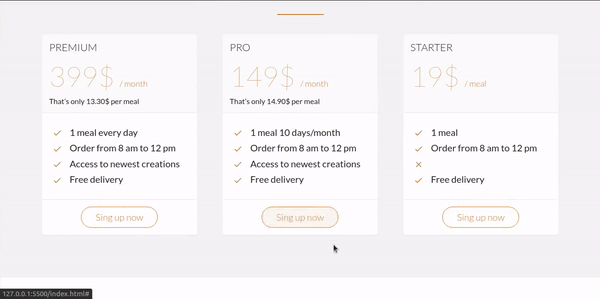 PREMIUM
399$ / month
That's only 13.30$ per meal
1 meal every day
Order from 8 am to 12 pm
Access to newest creations
Free delivery
Sing up now
PRO
149$ / month
That's only 14.90$ per meal
1 meal 10 days/month
Order from 8 am to 12 pm
Access to newest creations
Free delivery
Sing up now
STARTER
19$ / meal
1 meal
Order from 8 am to 12 pm
Free delivery
Sing up now
127.0.0.1:5500/index.html#